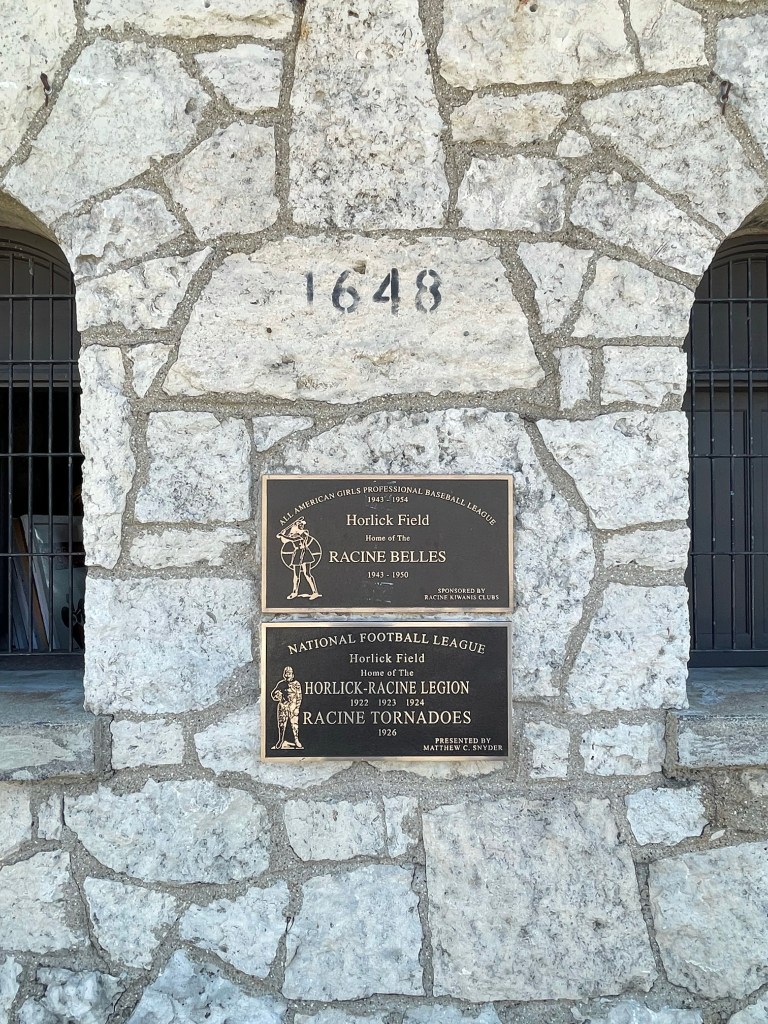 1648
ALL AMERICAN GIRLS PROFESSIONAL BASEBALL LEAGUE
1943 - 1954
Horlick Field
Home of The
RACINE BELLES
1943 - 1950
SPONSORED BY
RACINE KIWANIS CLUBS
NATIONAL FOOTBALL LEAGUE
Horlick Field
Home of The
HORLICK-RACINE LEGION
1922 1923 1924
RACINE TORNADOES
1926
PRESENTED BY
MATTHEW C. SNYDER